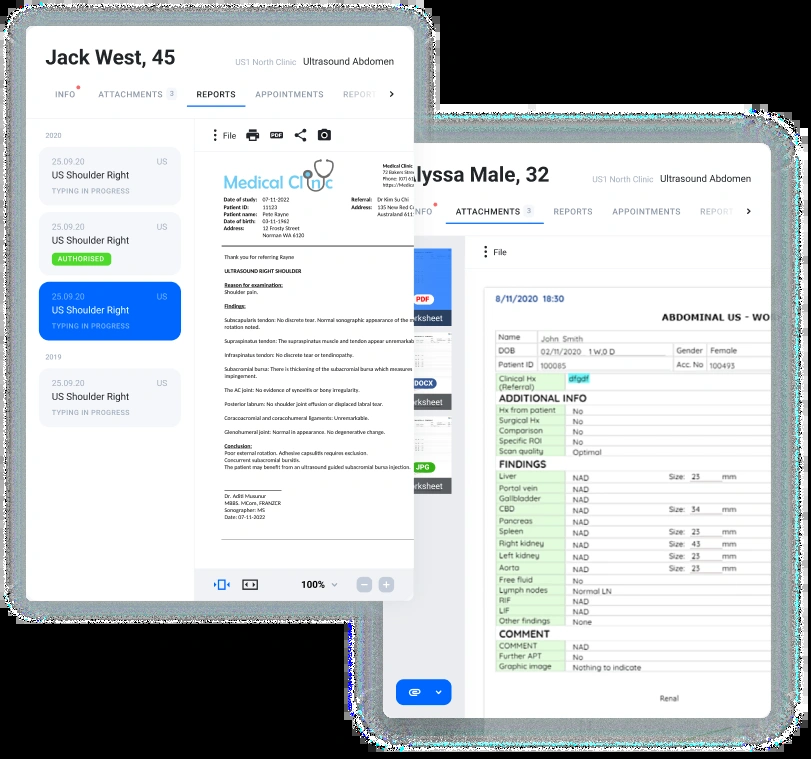 Jack West, 45
US1 North Clinic Ultrasound Abdomen
INFO ATTACHMENTS 3 REPORTS APPOINTMENTS REPORT
2020
25.09.20 US
US Shoulder Right
TYPING IN PROGRESS
25.09.20 US
US Shoulder Right
AUTHORISED
25.09.20 US
US Shoulder Right
TYPING IN PROGRESS
2019
25.09.20 US
US Shoulder Right
TYPING IN PROGRESS
File PDF
Medical Clinic
Medical Clinic
72 Bakers Stre
Phone: (07) 61
https://Medica
Date of study: 07-11-2022 Referral: Dr Kim Su Chi
Patient ID: 11123 Address: 135 New Red C
Patient name: Pete Rayne Australand 611
Date of birth: 03-11-1962
Address: 12 Frosty Street
Norman WA 6120
Thank you for referring Rayne
ULTRASOUND RIGHT SHOULDER
Reason for examination:
Shoulder pain.
Findings:
Subscapularis tendon: No discrete tear. Normal sonographic appearance of the
rotation noted.
Supraspinatus tendon: The supraspinatus muscle and tendon appear unremarkab
Infraspinatus tendon: No discrete tear or tendinopathy.
Subacromial bursa: There is thickening of the subacromial bursa which measures
impingement.
The AC joint: No evidence of synovitis or bony irregularity.
Posterior labrum: No shoulder joint effusion or displaced labral tear.
Coracoacromial and coracohumeral ligaments: Unremarkable.
Glenohumeral joint: Normal in appearance. No degenerative change.
Conclusion:
Poor external rotation. Adhesive capsulitis requires exclusion.
Concurrent subacromial bursitis.
The patient may benefit from an ultrasound guided subacromial bursa injection.
Dr. Aditi Musunur
MBBS. MCom, FRANZCR
Sonographer: MS
Date: 07-11-2022
100%
lyssa Male, 32
US1 North Clinic Ultrasound Abdomen
NFO ATTACHMENTS 3 REPORTS APPOINTMENTS REPORT
PDF
rksheet
DOCX
rksheet
JPG
rksheet
File
8/11/2020 18:30
ABDOMINAL US - WO
Name John Smith
DOB 02/11/2020 1 W,0 D Gender Female
Patient ID 100085 Acc. No 100493
Clinical Hx dfgdf
(Referral)
ADDITIONAL INFO
Hx from patient No
Surgical Hx No
Comparison No
Specific ROI No
Scan quality Optimal
FINDINGS
Liver NAD Size: 23 mm
Portal vein NAD
Gallbladder NAD
CBD NAD Size: 34 mm
Pancreas NAD
Spleen NAD Size: 23 mm
Right kidney NAD Size: 43 mm
Left kidney NAD Size: 23 mm
Aorta NAD Size: 23 mm
Free fluid No
Lymph nodes Normal LN
RIF NAD
LIF NAD
Other findings None
COMMENT
COMMENT NAD
Further APT No
Graphic image Nothing to indicate
Renal